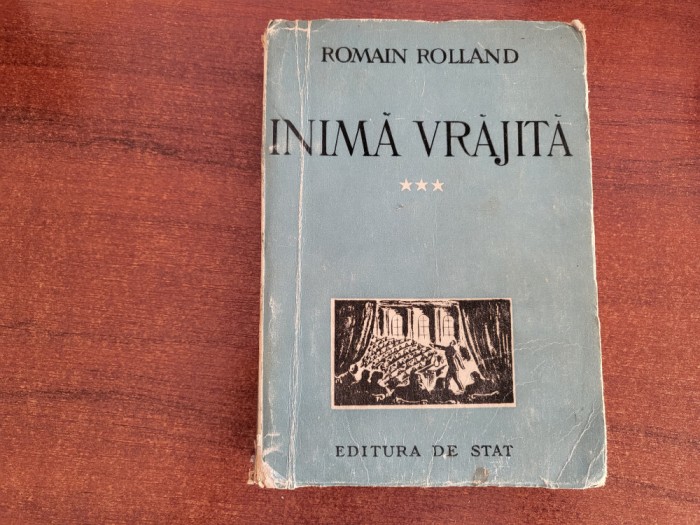 ROMAIN ROLLAND
INIMĂ VRĂJITĂ
★★★
EDITURA DE STAT